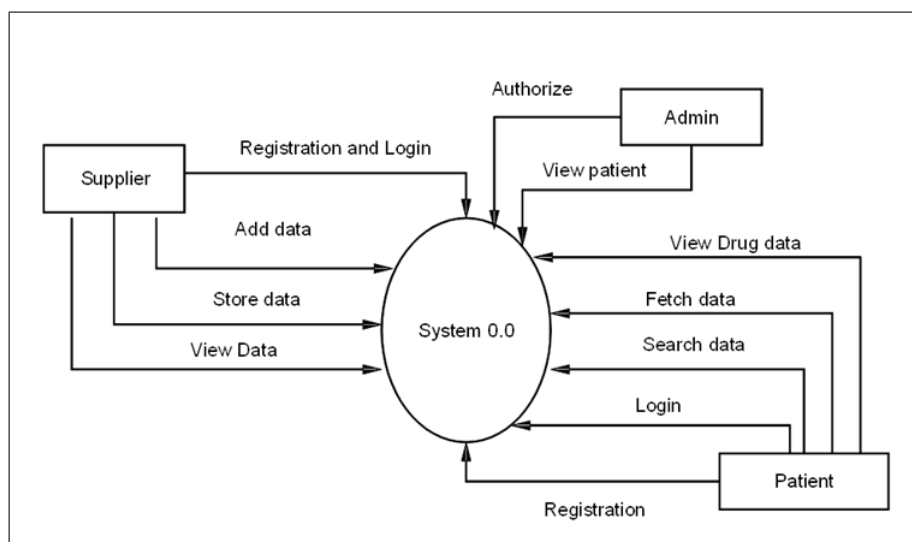 Authorize
Admin
Registration and Login
View patient
Supplier
Add data
View Drug data
Store data
Fetch data
System 0.0
View Data
Search data
Login
Patient
Registration